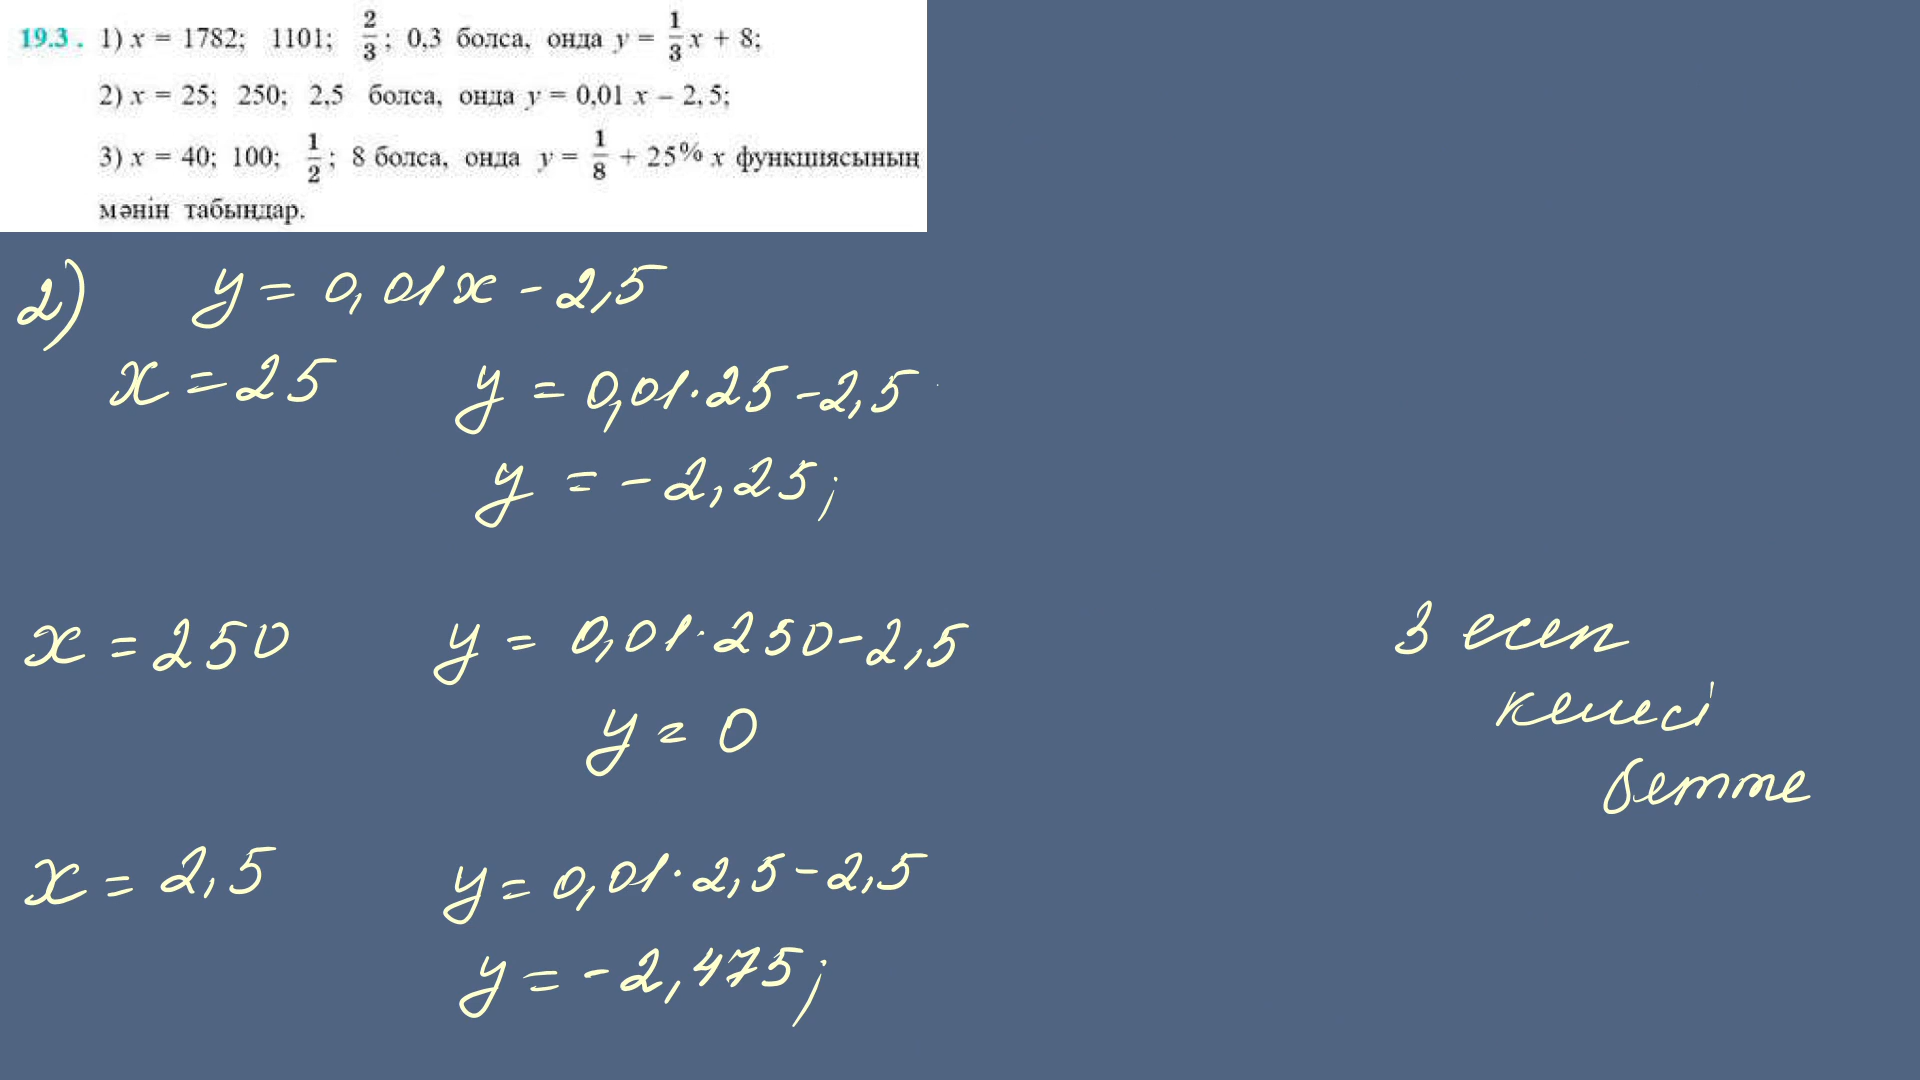 19.3 . 1) x = 1782; 1101; 2/3; 0,3 болса, онда y = 1/3 x + 8;
2) x = 25; 250; 2,5 болса, онда y = 0,01 x – 2,5;
3) x = 40; 100; 1/2; 8 болса, онда y = 1/8 + 25% x функциясының
мәнін табыңдар.
2) y = 0,01x - 2,5
x = 25 y = 0,01·25 - 2,5
y = - 2,25;
x = 250 y = 0,01·250 - 2,5
y = 0
x = 2,5 y = 0,01·2,5 - 2,5
y = - 2,475;
3 есеп
келесі
бетте